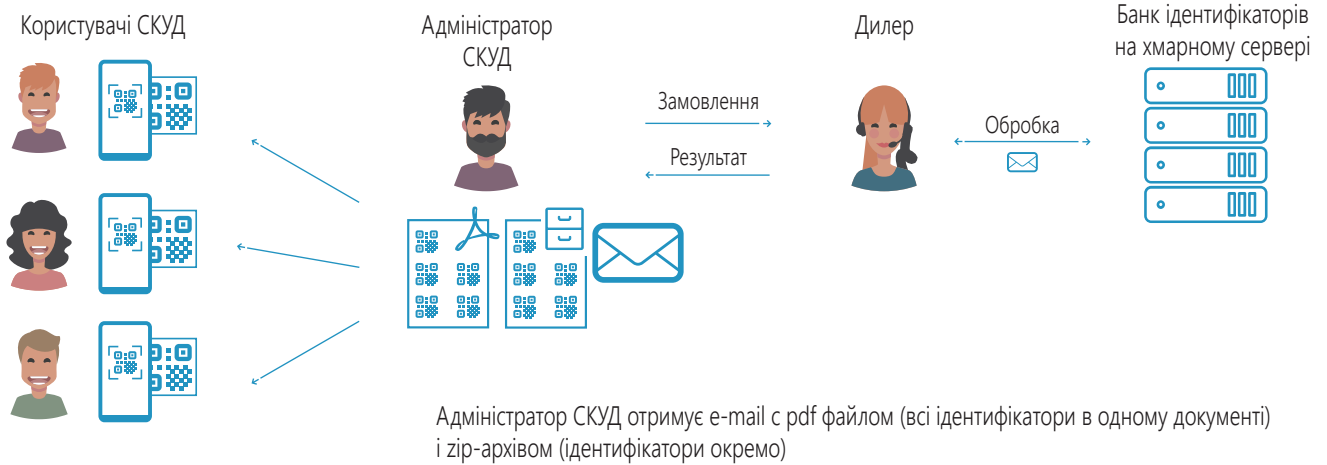 Користувачі СКУД
Адміністратор
СКУД
Дилер
Банк ідентифікаторів
на хмарному сервері
Замовлення
Результат
Обробка
Адміністратор СКУД отримує e-mail с pdf файлом (всі ідентифікатори в одному документі)
і zip-архівом (ідентифікатори окремо)